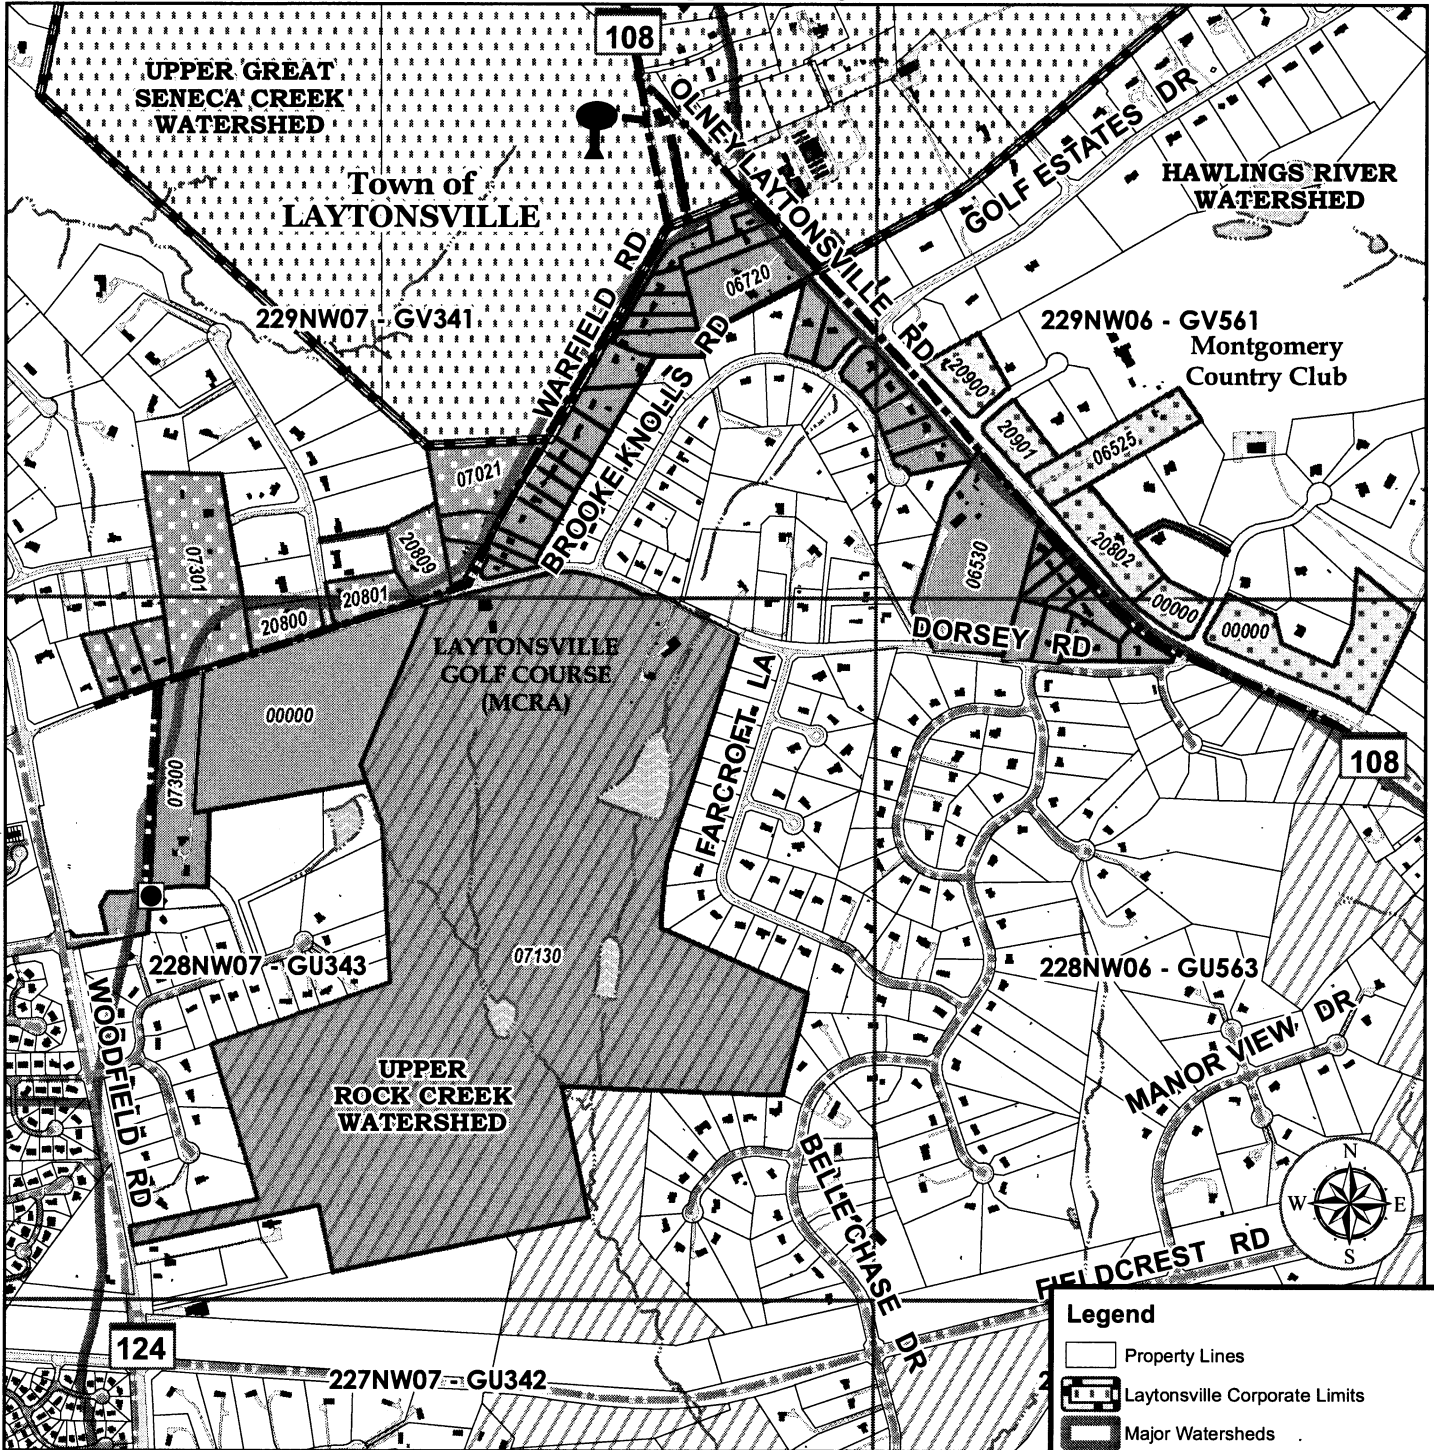 108
UPPER GREAT
SENECA CREEK
WATERSHED
OLNEY LAYTONSVILLE RD
GOLF ESTATES DR
HAWLINGS RIVER
WATERSHED
Town of
LAYTONSVILLE
WARFIELD RD
06720
229NW07 - GV341
229NW06 - GV561
Montgomery
Country Club
BROOKE KNOLLS RD
20900
20901
06525
07021
20809
07301
20802
06530
20801
20800
00000
00000
DORSEY RD
LAYTONSVILLE
GOLF COURSE
(MCRA)
FARCROFT LA
00000
07300
108
07130
228NW07 - GU343
228NW06 - GU563
WOODFIELD RD
MANOR VIEW DR
UPPER
ROCK CREEK
WATERSHED
BELLE CHASE DR
N
W
E
S
FIELDCREST RD
124
227NW07 - GU342
2
Legend
Property Lines
Laytonsville Corporate Limits
Major Watersheds